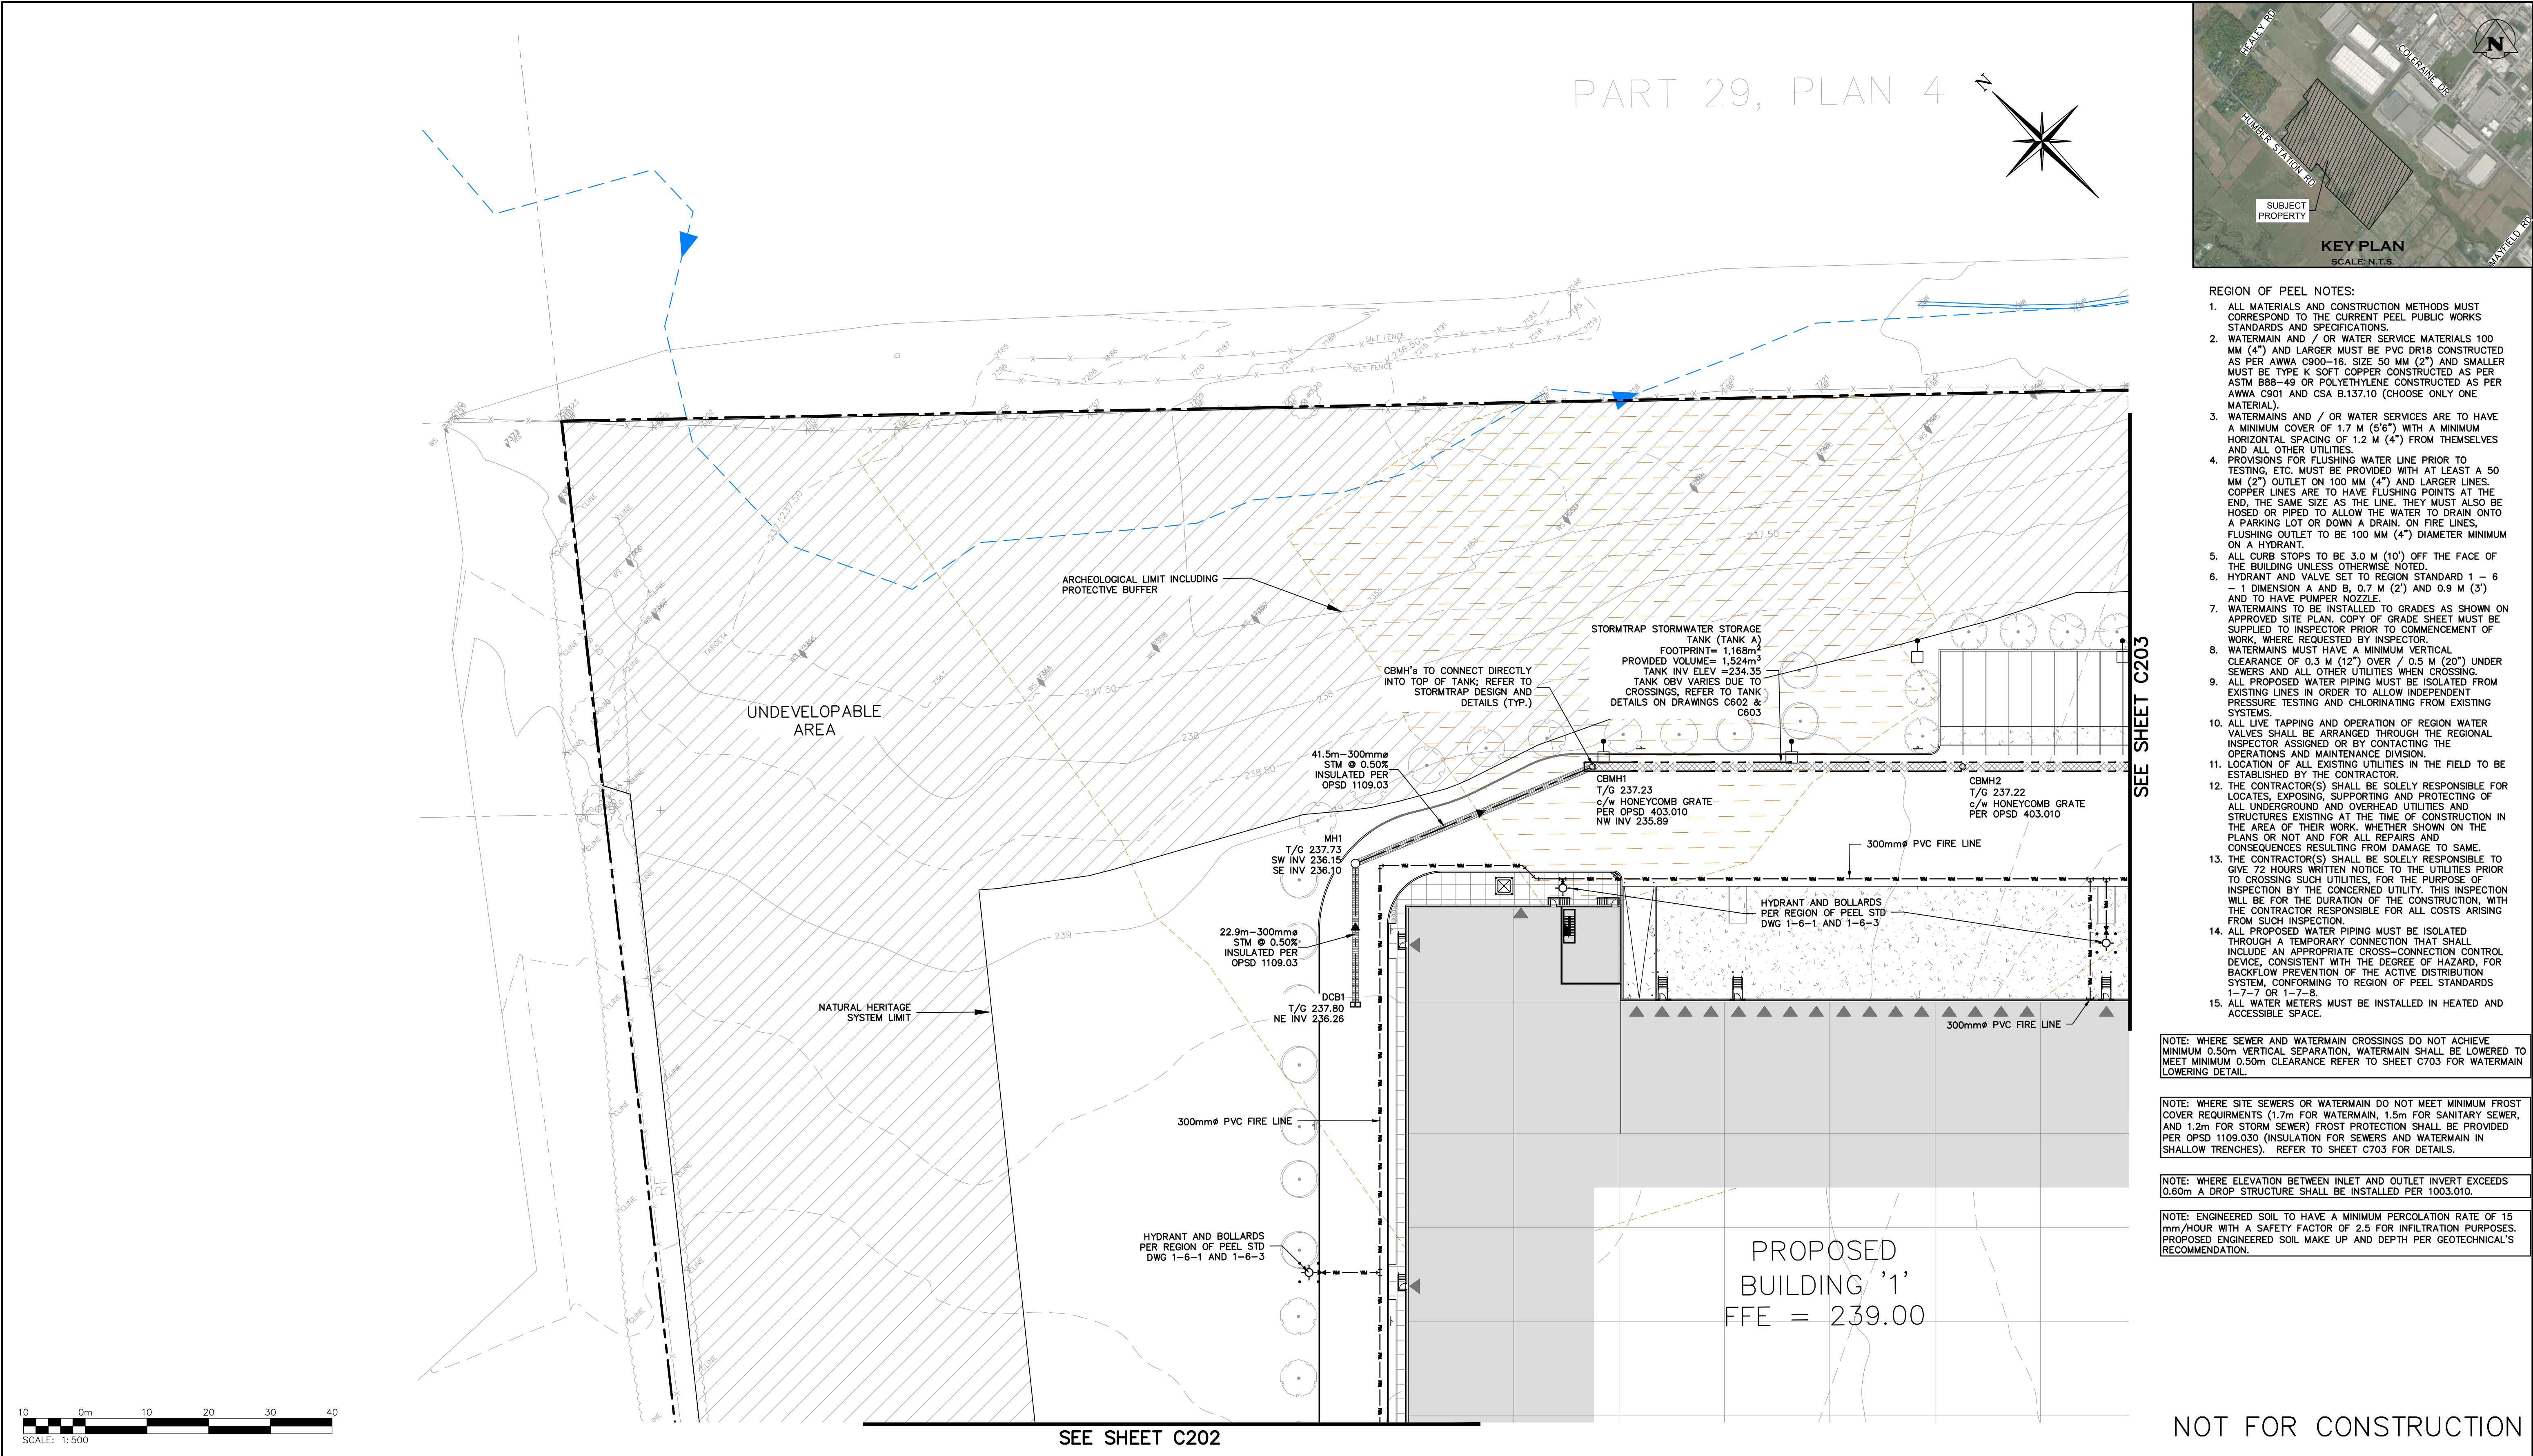 PART 29, PLAN 4
N
HEALEY RD
COLERAINE DR
HUMBER STATION RD
MAYFIELD RD
N
SUBJECT
PROPERTY
KEY PLAN
SCALE: N.T.S.
REGION OF PEEL NOTES:
1. ALL MATERIALS AND CONSTRUCTION METHODS MUST
CORRESPOND TO THE CURRENT PEEL PUBLIC WORKS
STANDARDS AND SPECIFICATIONS.
2. WATERMAIN AND / OR WATER SERVICE MATERIALS 100
MM (4") AND LARGER MUST BE PVC DR18 CONSTRUCTED
AS PER AWWA C900-16. SIZE 50 MM (2") AND SMALLER
MUST BE TYPE K SOFT COPPER CONSTRUCTED AS PER
ASTM B88-49 OR POLYETHYLENE CONSTRUCTED AS PER
AWWA C901 AND CSA B.137.10 (CHOOSE ONLY ONE
MATERIAL).
3. WATERMAINS AND / OR WATER SERVICES ARE TO HAVE
A MINIMUM COVER OF 1.7 M (5'6") WITH A MINIMUM
HORIZONTAL SPACING OF 1.2 M (4") FROM THEMSELVES
AND ALL OTHER UTILITIES.
4. PROVISIONS FOR FLUSHING WATER LINE PRIOR TO
TESTING, ETC. MUST BE PROVIDED WITH AT LEAST A 50
MM (2") OUTLET ON 100 MM (4") AND LARGER LINES.
COPPER LINES ARE TO HAVE FLUSHING POINTS AT THE
END, THE SAME SIZE AS THE LINE. THEY MUST ALSO BE
HOSED OR PIPED TO ALLOW THE WATER TO DRAIN ONTO
A PARKING LOT OR DOWN A DRAIN. ON FIRE LINES,
FLUSHING OUTLET TO BE 100 MM (4") DIAMETER MINIMUM
ON A HYDRANT.
5. ALL CURB STOPS TO BE 3.0 M (10') OFF THE FACE OF
THE BUILDING UNLESS OTHERWISE NOTED.
6. HYDRANT AND VALVE SET TO REGION STANDARD 1 - 6
- 1 DIMENSION A AND B, 0.7 M (2') AND 0.9 M (3')
AND TO HAVE PUMPER NOZZLE.
7. WATERMAINS TO BE INSTALLED TO GRADES AS SHOWN ON
APPROVED SITE PLAN. COPY OF GRADE SHEET MUST BE
SUPPLIED TO INSPECTOR PRIOR TO COMMENCEMENT OF
WORK, WHERE REQUESTED BY INSPECTOR.
8. WATERMAINS MUST HAVE A MINIMUM VERTICAL
CLEARANCE OF 0.3 M (12") OVER / 0.5 M (20") UNDER
SEWERS AND ALL OTHER UTILITIES WHEN CROSSING.
9. ALL PROPOSED WATER PIPING MUST BE ISOLATED FROM
EXISTING LINES IN ORDER TO ALLOW INDEPENDENT
PRESSURE TESTING AND CHLORINATING FROM EXISTING
SYSTEMS.
10. ALL LIVE TAPPING AND OPERATION OF REGION WATER
VALVES SHALL BE ARRANGED THROUGH THE REGIONAL
INSPECTOR ASSIGNED OR BY CONTACTING THE
OPERATIONS AND MAINTENANCE DIVISION.
11. LOCATION OF ALL EXISTING UTILITIES IN THE FIELD TO BE
ESTABLISHED BY THE CONTRACTOR.
12. THE CONTRACTOR(S) SHALL BE SOLELY RESPONSIBLE FOR
LOCATES, EXPOSING, SUPPORTING AND PROTECTING OF
ALL UNDERGROUND AND OVERHEAD UTILITIES AND
STRUCTURES EXISTING AT THE TIME OF CONSTRUCTION IN
THE AREA OF THEIR WORK. WHETHER SHOWN ON THE
PLANS OR NOT AND FOR ALL REPAIRS AND
CONSEQUENCES RESULTING FROM DAMAGE TO SAME.
13. THE CONTRACTOR(S) SHALL BE SOLELY RESPONSIBLE TO
GIVE 72 HOURS WRITTEN NOTICE TO THE UTILITIES PRIOR
TO CROSSING SUCH UTILITIES, FOR THE PURPOSE OF
INSPECTION BY THE CONCERNED UTILITY. THIS INSPECTION
WILL BE FOR THE DURATION OF THE CONSTRUCTION, WITH
THE CONTRACTOR RESPONSIBLE FOR ALL COSTS ARISING
FROM SUCH INSPECTION.
14. ALL PROPOSED WATER PIPING MUST BE ISOLATED
THROUGH A TEMPORARY CONNECTION THAT SHALL
INCLUDE AN APPROPRIATE CROSS-CONNECTION CONTROL
DEVICE, CONSISTENT WITH THE DEGREE OF HAZARD, FOR
BACKFLOW PREVENTION OF THE ACTIVE DISTRIBUTION
SYSTEM, CONFORMING TO REGION OF PEEL STANDARDS
1-7-7 OR 1-7-8.
15. ALL WATER METERS MUST BE INSTALLED IN HEATED AND
ACCESSIBLE SPACE.
NOTE: WHERE SEWER AND WATERMAIN CROSSINGS DO NOT ACHIEVE
MINIMUM 0.50m VERTICAL SEPARATION, WATERMAIN SHALL BE LOWERED TO
MEET MINIMUM 0.50m CLEARANCE REFER TO SHEET C703 FOR WATERMAIN
LOWERING DETAIL.
NOTE: WHERE SITE SEWERS OR WATERMAIN DO NOT MEET MINIMUM FROST
COVER REQUIRMENTS (1.7m FOR WATERMAIN, 1.5m FOR SANITARY SEWER,
AND 1.2m FOR STORM SEWER) FROST PROTECTION SHALL BE PROVIDED
PER OPSD 1109.030 (INSULATION FOR SEWERS AND WATERMAIN IN
SHALLOW TRENCHES). REFER TO SHEET C703 FOR DETAILS.
NOTE: WHERE ELEVATION BETWEEN INLET AND OUTLET INVERT EXCEEDS
0.60m A DROP STRUCTURE SHALL BE INSTALLED PER 1003.010.
NOTE: ENGINEERED SOIL TO HAVE A MINIMUM PERCOLATION RATE OF 15
mm/HOUR WITH A SAFETY FACTOR OF 2.5 FOR INFILTRATION PURPOSES.
PROPOSED ENGINEERED SOIL MAKE UP AND DEPTH PER GEOTECHNICAL'S
RECOMMENDATION.
NOT FOR CONSTRUCTION
SILT FENCE
236.50
SILT FENCE
ARCHEOLOGICAL LIMIT INCLUDING
PROTECTIVE BUFFER
UNDEVELOPABLE
AREA
237.50
237.50
237.50
238
238.50
239
TARGET4
STORMTRAP STORMWATER STORAGE
TANK (TANK A)
FOOTPRINT= 1,168m²
PROVIDED VOLUME= 1,524m³
TANK INV ELEV =234.35
TANK OBV VARIES DUE TO
CROSSINGS, REFER TO TANK
DETAILS ON DRAWINGS C602 &
C603
CBMH's TO CONNECT DIRECTLY
INTO TOP OF TANK; REFER TO
STORMTRAP DESIGN AND
DETAILS (TYP.)
41.5m-300mmø
STM @ 0.50%
INSULATED PER
OPSD 1109.03
CBMH1
T/G 237.23
c/w HONEYCOMB GRATE
PER OPSD 403.010
NW INV 235.89
CBMH2
T/G 237.22
c/w HONEYCOMB GRATE
PER OPSD 403.010
SEE SHEET C203
MH1
T/G 237.73
SW INV 236.15
SE INV 236.10
300mmø PVC FIRE LINE
HYDRANT AND BOLLARDS
PER REGION OF PEEL STD
DWG 1-6-1 AND 1-6-3
22.9m-300mmø
STM @ 0.50%
INSULATED PER
OPSD 1109.03
DCB1
T/G 237.80
NE INV 236.26
NATURAL HERITAGE
SYSTEM LIMIT
300mmø PVC FIRE LINE
300mmø PVC FIRE LINE
HYDRANT AND BOLLARDS
PER REGION OF PEEL STD
DWG 1-6-1 AND 1-6-3
PROPOSED
BUILDING '1'
FFE = 239.00
RF
10 0m 10 20 30 40
SCALE: 1:500
SEE SHEET C202